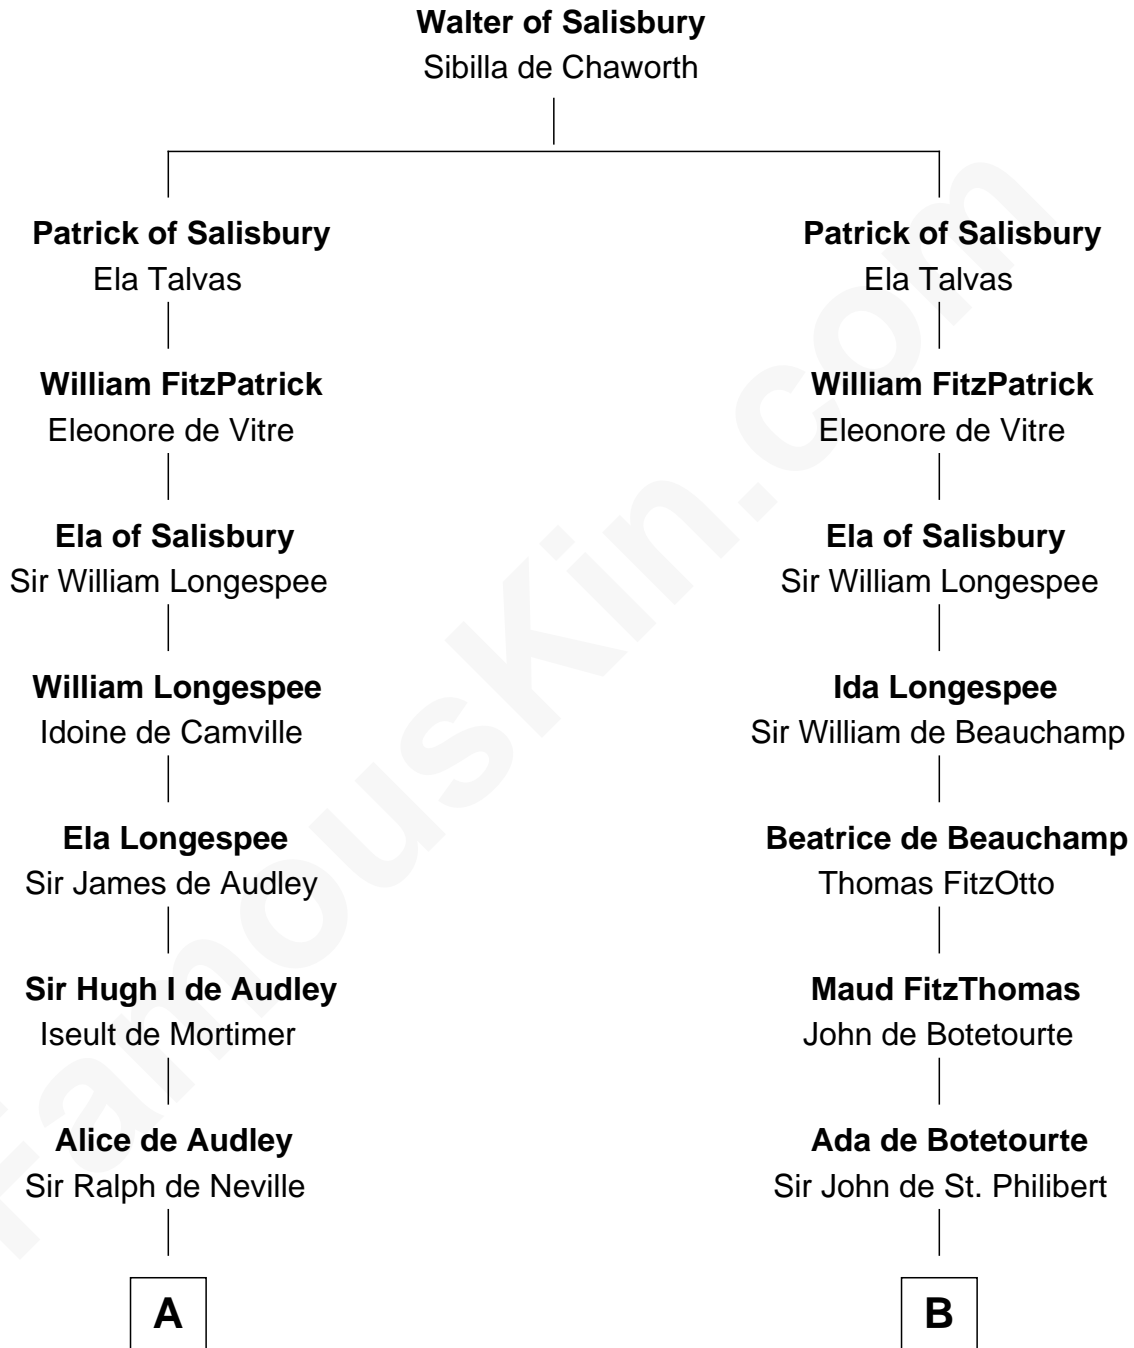 Walter of Salisbury
Sibilla de Chaworth
Patrick of Salisbury
Ela Talvas
Patrick of Salisbury
Ela Talvas
William FitzPatrick
Eleonore de Vitre
William FitzPatrick
Eleonore de Vitre
Ela of Salisbury
Sir William Longespee
Ela of Salisbury
Sir William Longespee
William Longespee
Idoine de Camville
Ida Longespee
Sir William de Beauchamp
Ela Longespee
Sir James de Audley
Beatrice de Beauchamp
Thomas FitzOtto
Sir Hugh I de Audley
Iseult de Mortimer
Maud FitzThomas
John de Botetourte
Alice de Audley
Sir Ralph de Neville
Ada de Botetourte
Sir John de St. Philibert
A
B
FamousKin.com